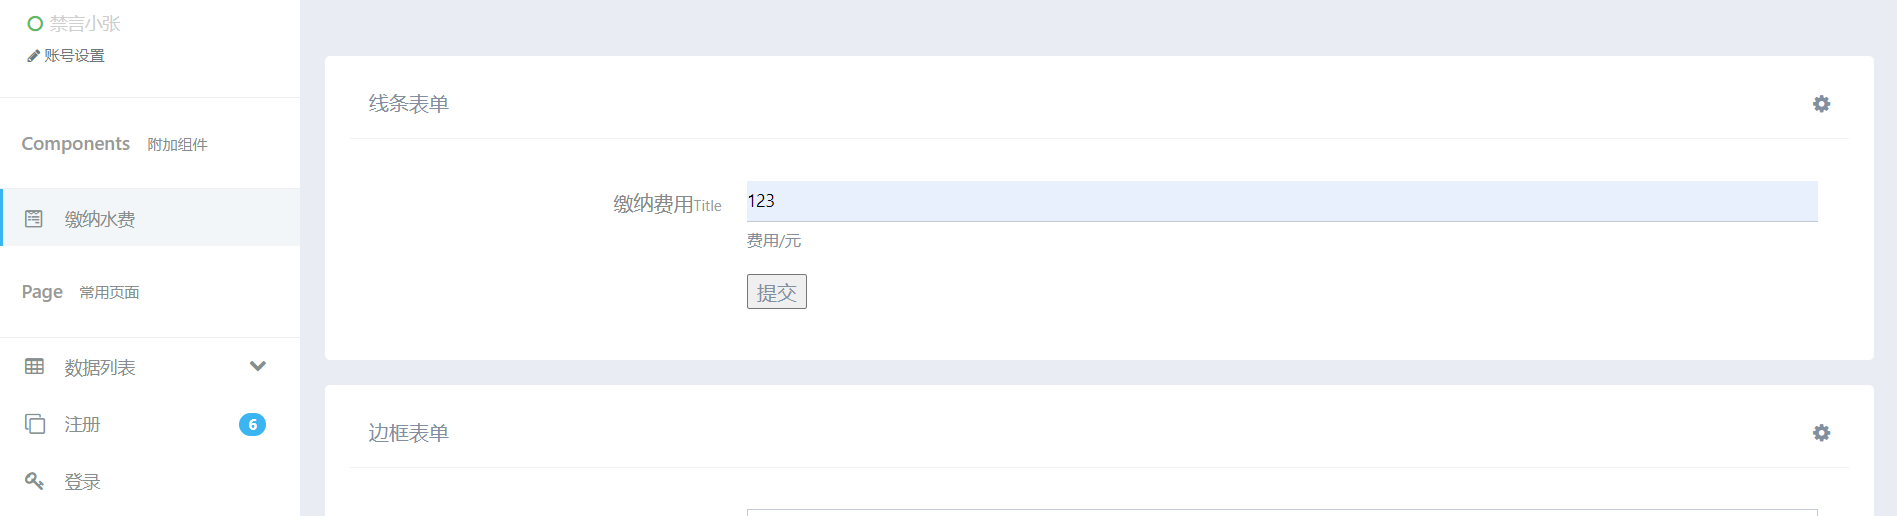 禁言小张
账号设置
Components 附加组件
缴纳水费
Page 常用页面
数据列表
注册 6
登录
线条表单
缴纳费用Title 123
费用/元
提交
边框表单